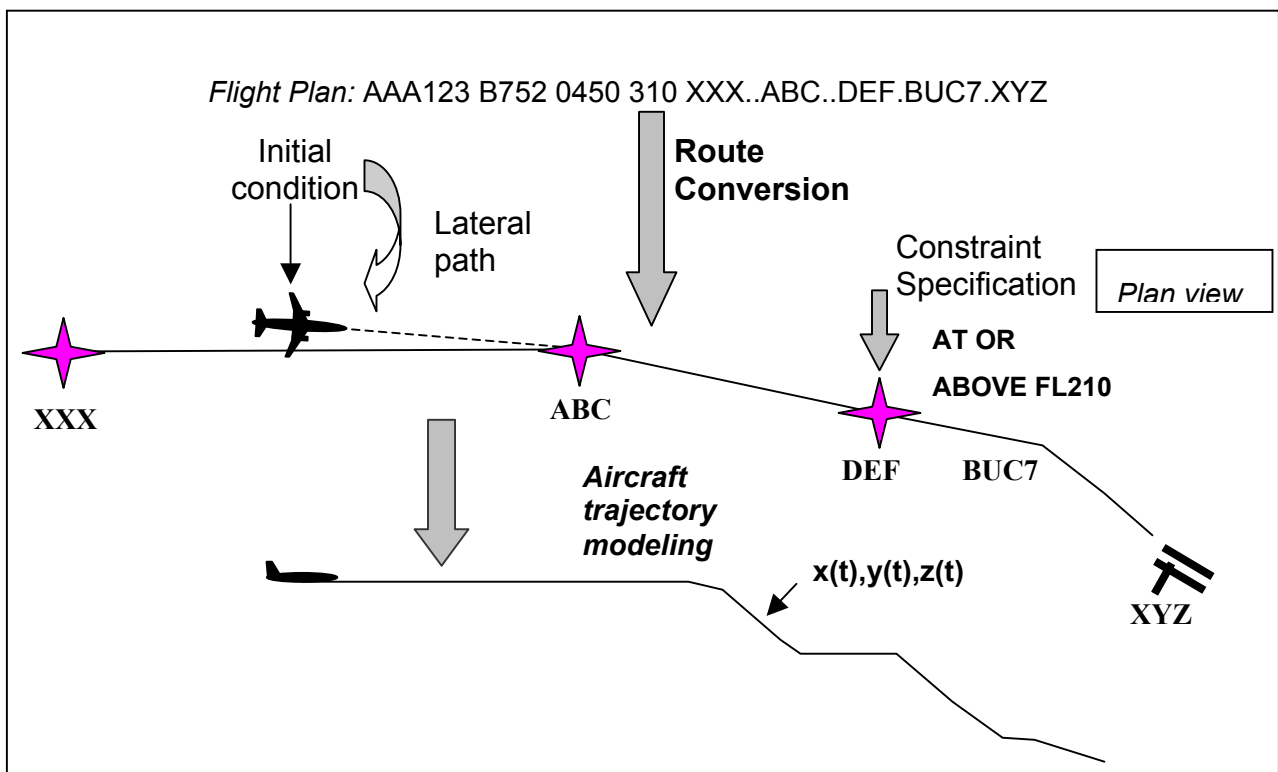 Flight Plan: AAA123 B752 0450 310 XXX..ABC..DEF.BUC7.XYZ
Initial
condition
Lateral
path
Route
Conversion
Constraint
Specification
Plan view
AT OR
ABOVE FL210
XXX
ABC
DEF
BUC7
XYZ
Aircraft
trajectory
modeling
x(t),y(t),z(t)